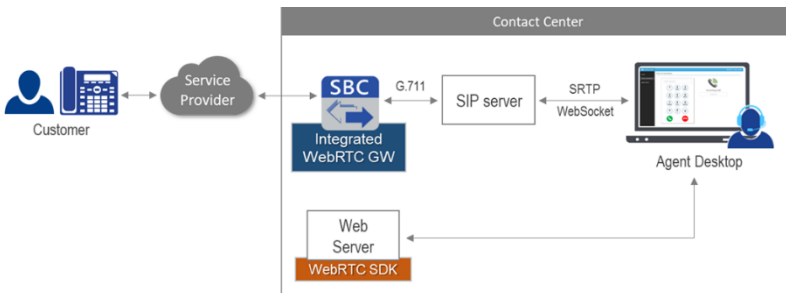 Contact Center
Service
Provider
Customer
SBC
Integrated
WebRTC GW
G.711
SIP server
SRTP
WebSocket
Agent Desktop
Web
Server
WebRTC SDK